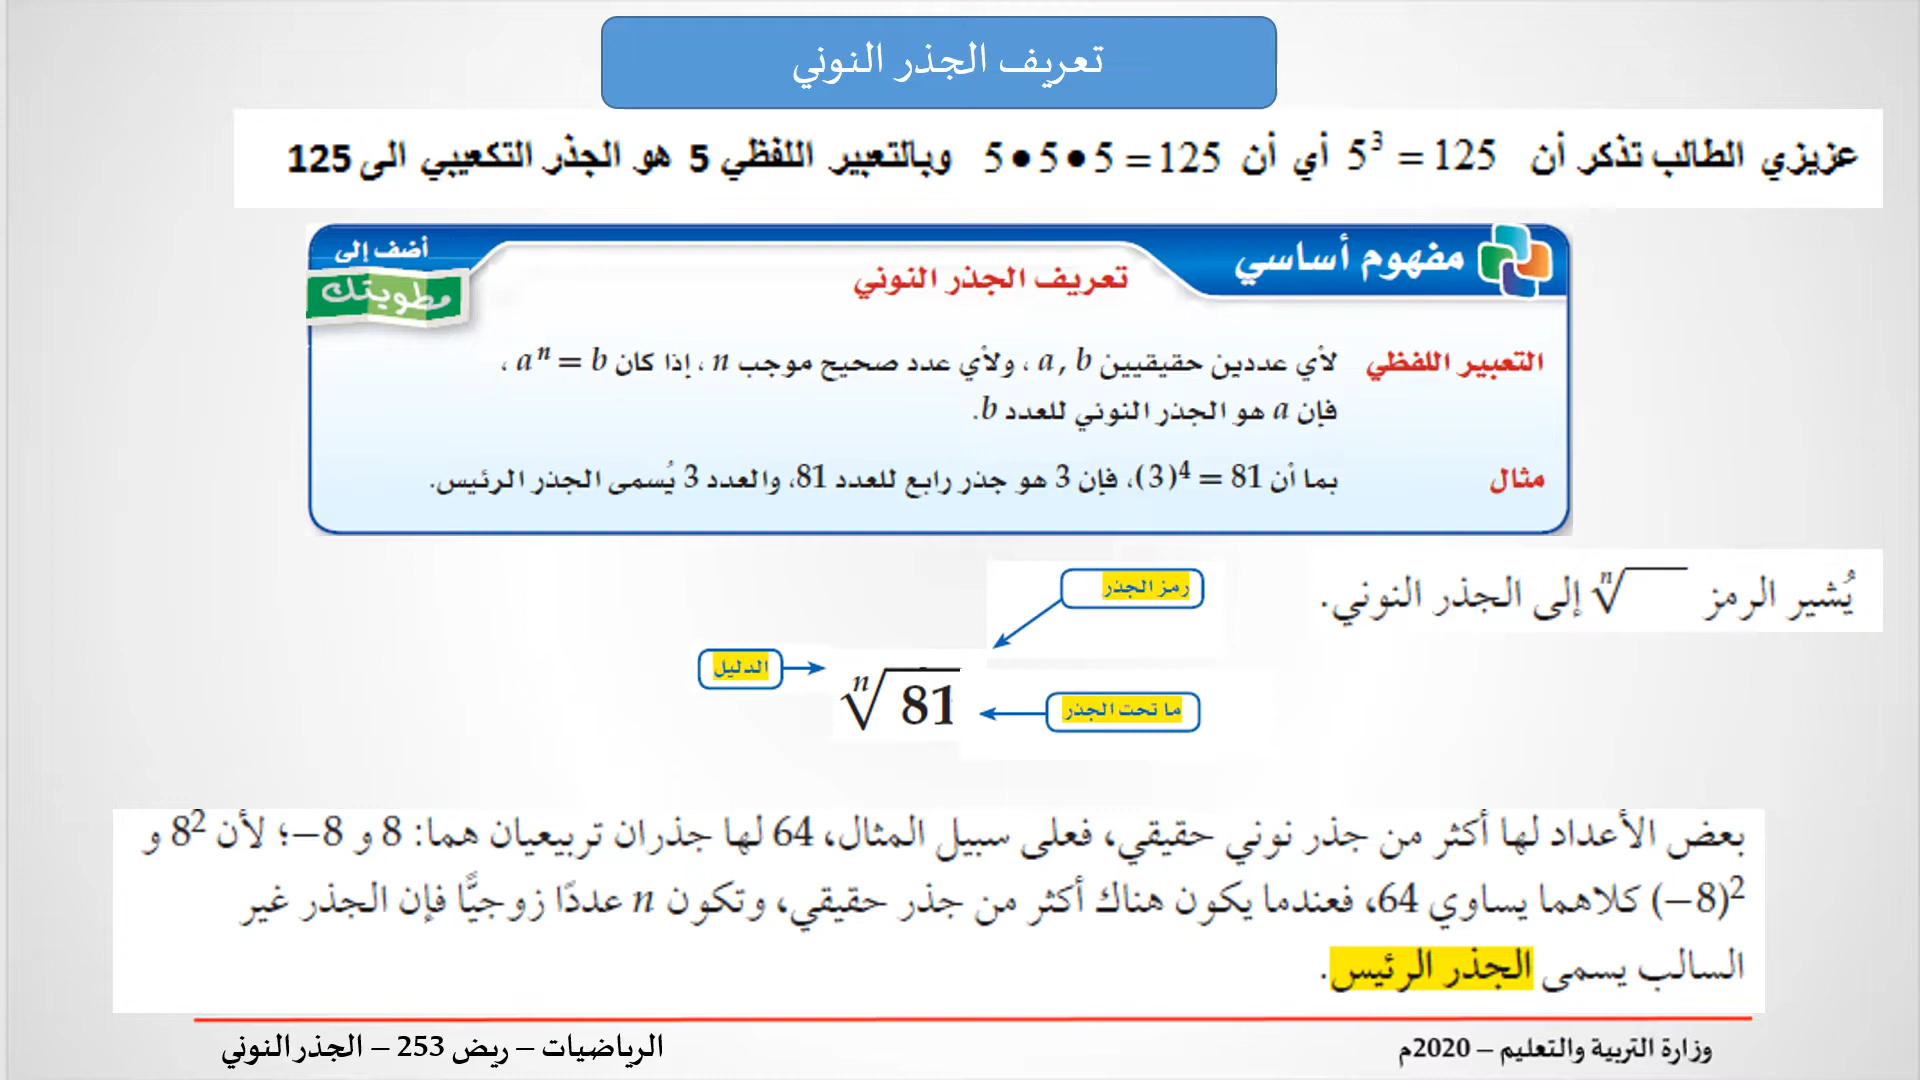 تعريف الجذر النوني
عزيزي الطالب تذكر أن 5³ = 125 أي أن 5•5•5 = 125 وبالتعبير اللفظي 5 هو الجذر التكعيبي الى 125
مفهوم أساسي
أضف إلى
مطويتك
تعريف الجذر النوني
التعبير اللفظي لأي عددين حقيقيين a, b ، ولأي عدد صحيح موجب n ، إذا كان aⁿ = b ،
فإن a هو الجذر النوني للعدد b.
مثال بما أن (3)⁴ = 81، فإن 3 هو جذر رابع للعدد 81، والعدد 3 يُسمى الجذر الرئيس.
يُشير الرمز ⁿ√ إلى الجذر النوني.
رمز الجذر
الدليل
ⁿ√81
ما تحت الجذر
بعض الأعداد لها أكثر من جذر نوني حقيقي، فعلى سبيل المثال، 64 لها جذران تربيعيان هما: 8 و 8−؛ لأن 8² و
(−8)² كلاهما يساوي 64، فعندما يكون هناك أكثر من جذر حقيقي، وتكون n عددًا زوجيًّا فإن الجذر غير
السالب يسمى الجذر الرئيس.
وزارة التربية والتعليم – 2020م
الرياضيات – ريض 253 – الجذر النوني